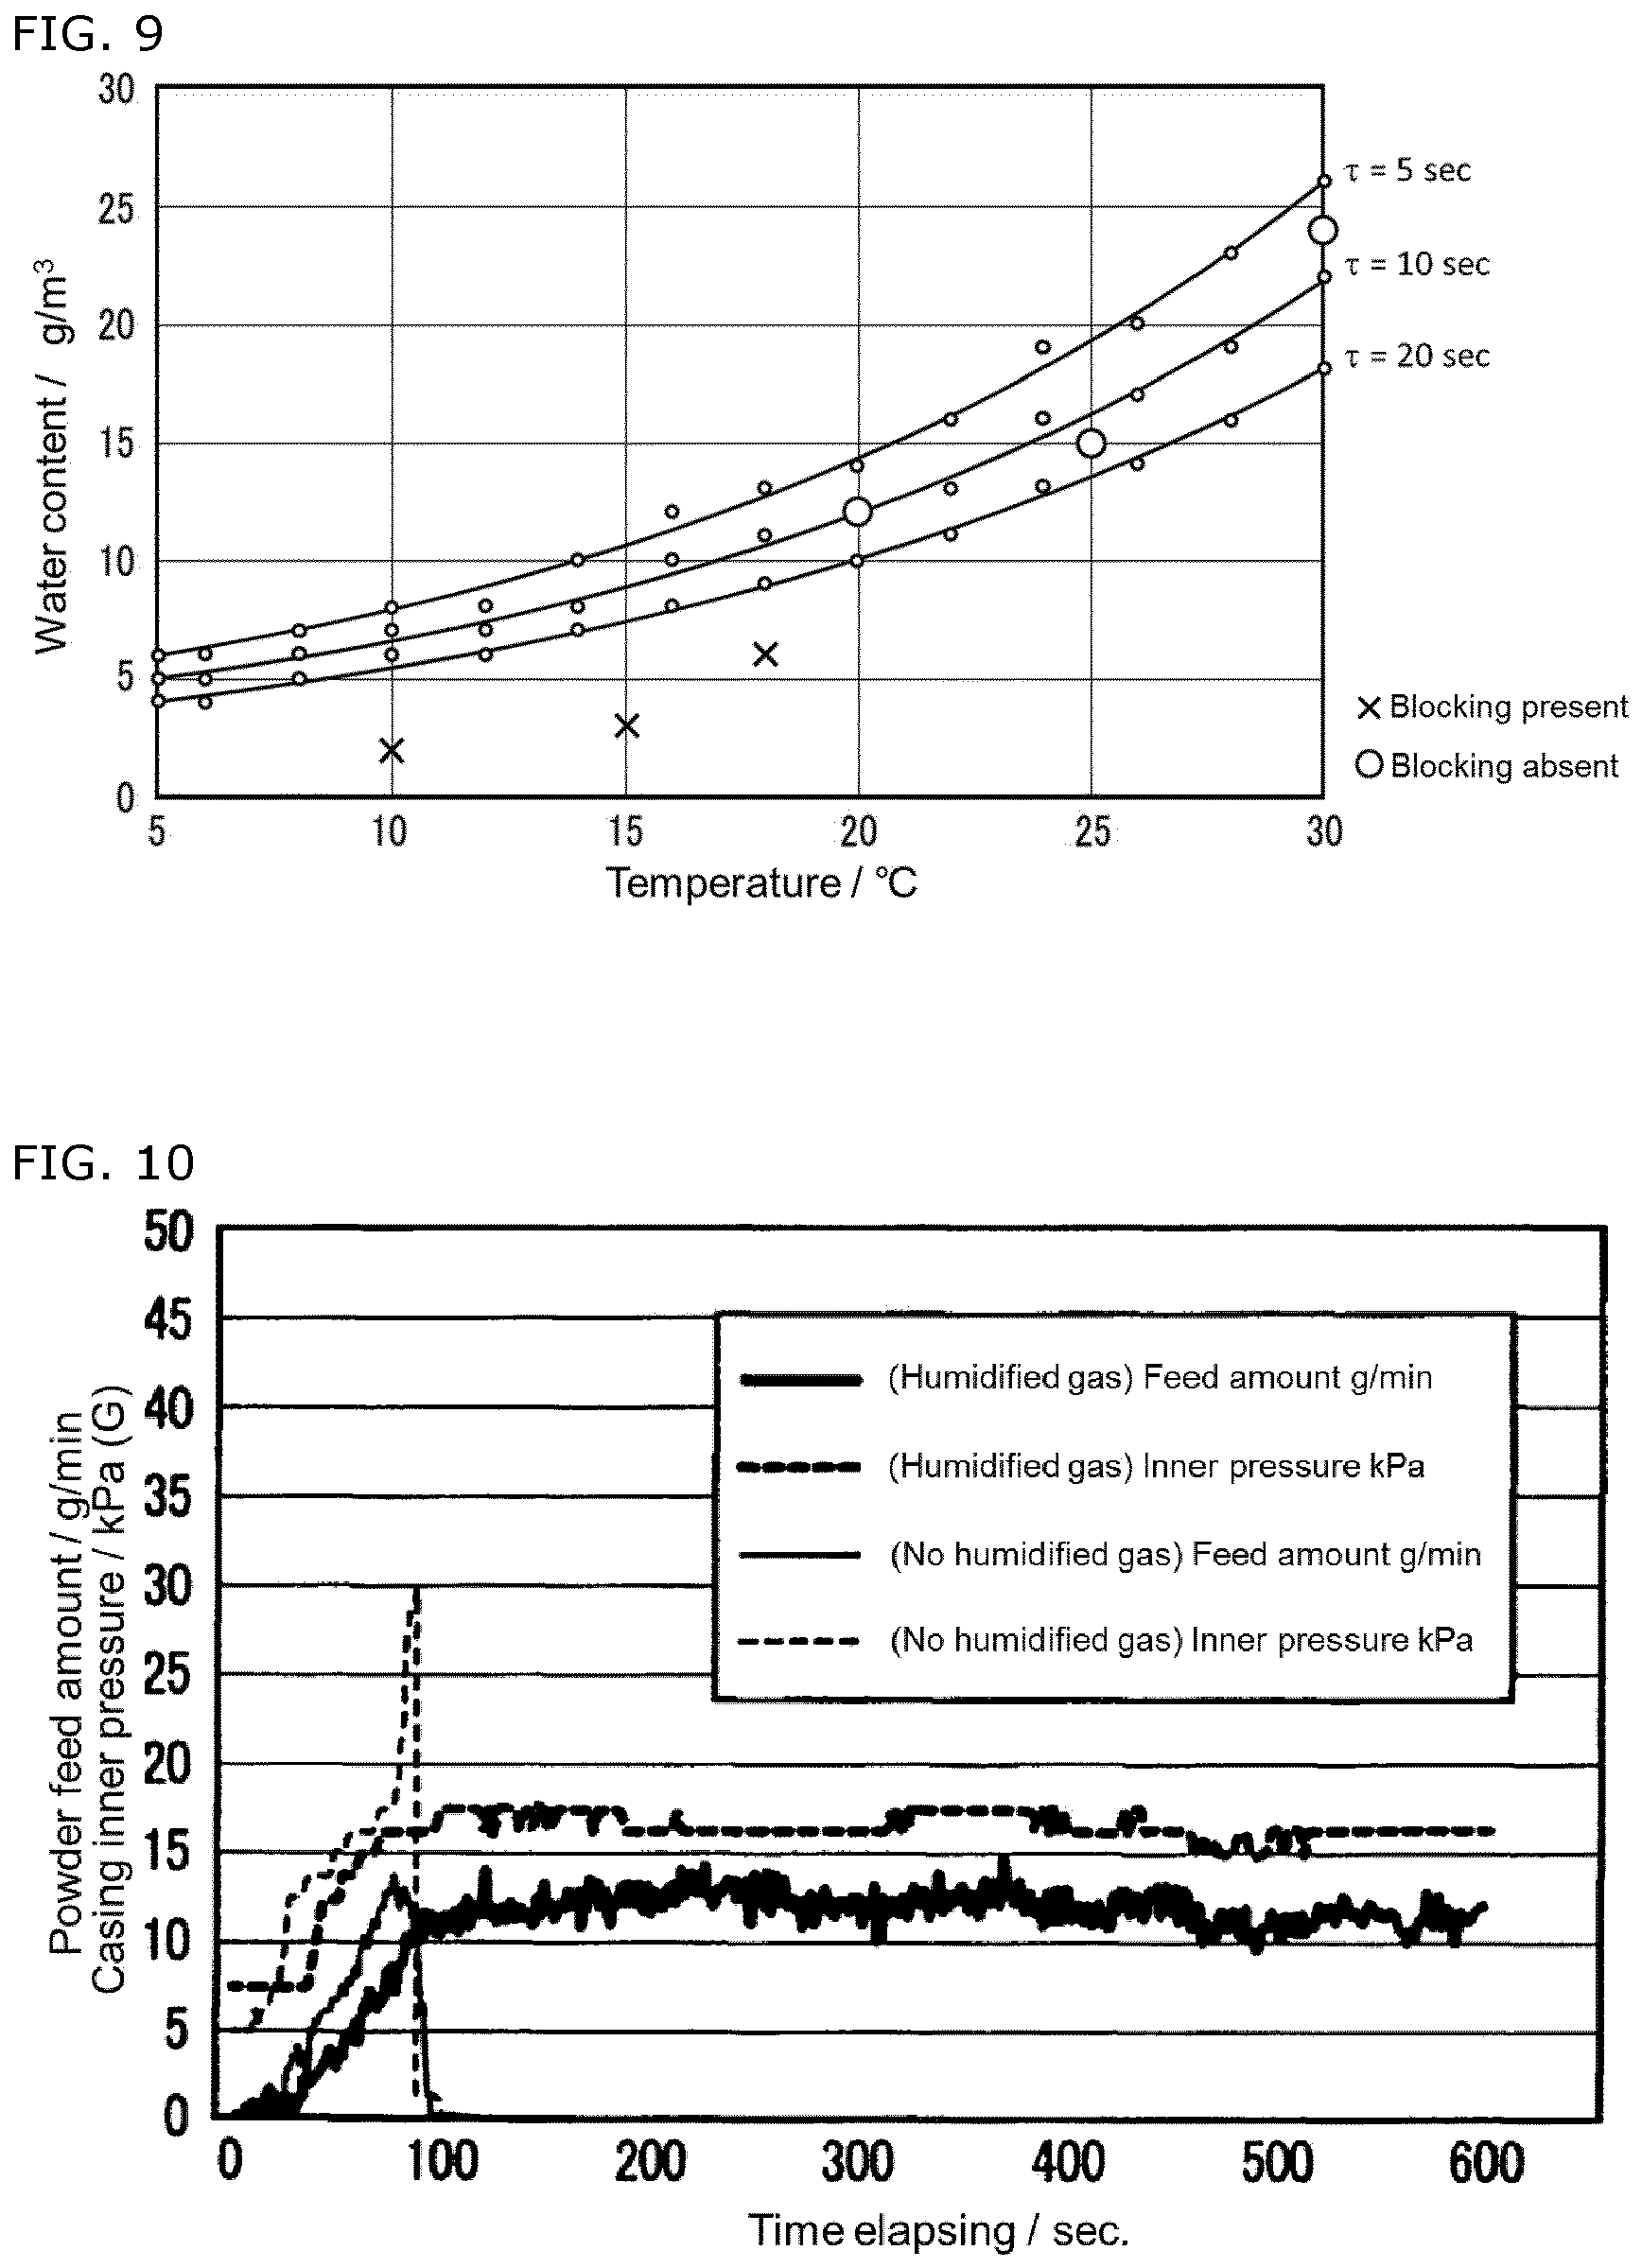 FIG. 9
30
25
20
15
10
5
0
Water content / g/m³
5 10 15 20 25 30
Temperature / °C
τ = 5 sec
τ = 10 sec
τ = 20 sec
× Blocking present
○ Blocking absent
FIG. 10
50
45
40
35
30
25
20
15
10
5
0
Powder feed amount / g/min
Casing inner pressure / kPa (G)
(Humidified gas) Feed amount g/min
(Humidified gas) Inner pressure kPa
(No humidified gas) Feed amount g/min
(No humidified gas) Inner pressure kPa
0 100 200 300 400 500 600
Time elapsing / sec.